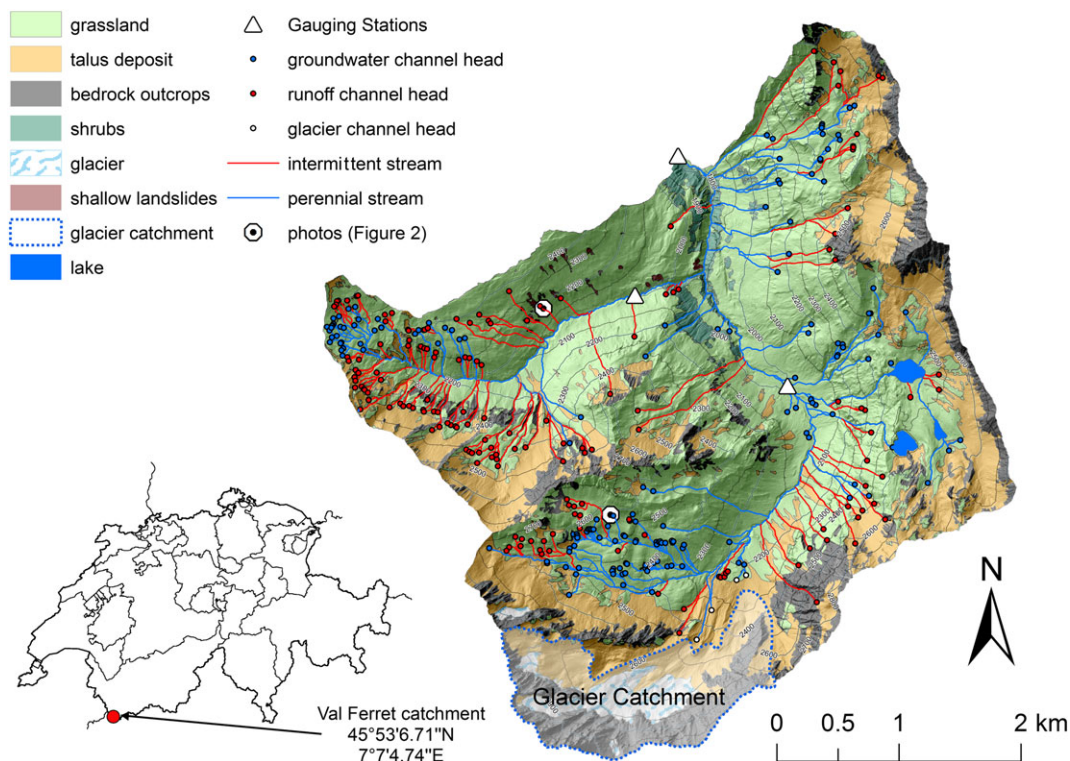 grassland
talus deposit
bedrock outcrops
shrubs
glacier
shallow landslides
glacier catchment
lake
Gauging Stations
groundwater channel head
runoff channel head
glacier channel head
intermittent stream
perennial stream
photos (Figure 2)
Glacier Catchment
N
Val Ferret catchment
45°53'6.71"N
7°7'4.74"E
0 0.5 1 2 km